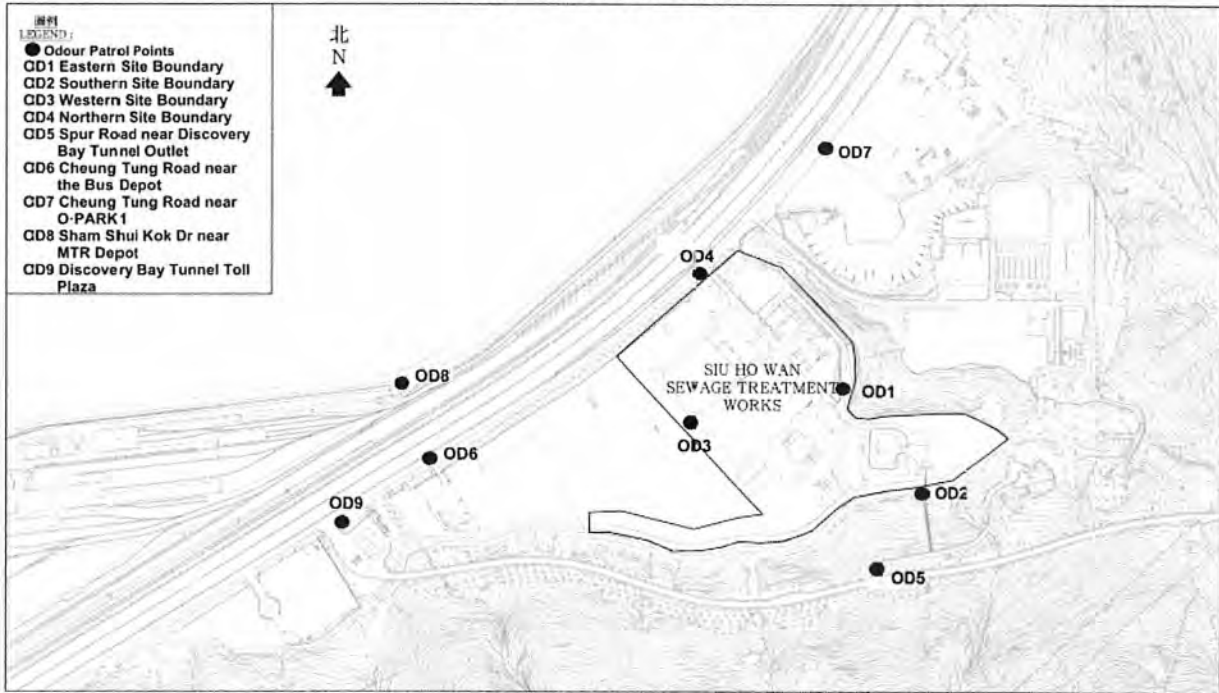 圖例
LEGEND:
Odour Patrol Points
OD1 Eastern Site Boundary
OD2 Southern Site Boundary
OD3 Western Site Boundary
OD4 Northern Site Boundary
OD5 Spur Road near Discovery
Bay Tunnel Outlet
OD6 Cheung Tung Road near
the Bus Depot
OD7 Cheung Tung Road near
O·PARK1
OD8 Sham Shui Kok Dr near
MTR Depot
OD9 Discovery Bay Tunnel Toll
Plaza
北
N
OD7
OD4
SIU HO WAN
SEWAGE TREATMENT
WORKS
OD8
OD1
OD3
OD6
OD2
OD9
OD5